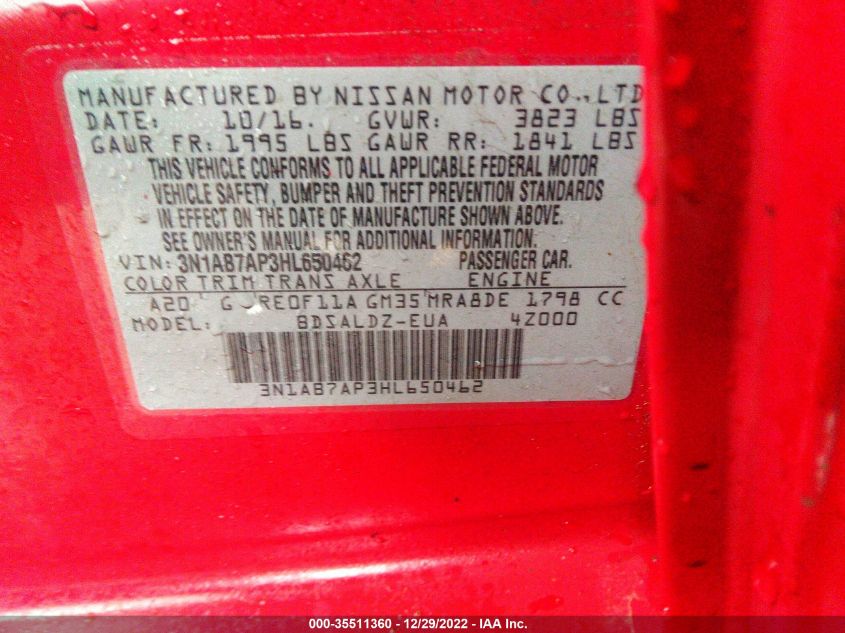 MANUFACTURED BY NISSAN MOTOR CO., LTD
DATE: 10/16. GVWR: 3823 LBS
GAWR FR: 1995 LBS GAWR RR: 1841 LBS
THIS VEHICLE CONFORMS TO ALL APPLICABLE FEDERAL MOTOR
VEHICLE SAFETY, BUMPER AND THEFT PREVENTION STANDARDS
IN EFFECT ON THE DATE OF MANUFACTURE SHOWN ABOVE.
SEE OWNER'S MANUAL FOR ADDITIONAL INFORMATION.
VIN: 3N1AB7AP3HL650462 PASSENGER CAR.
COLOR TRIM TRANS AXLE ENGINE
A20 G RE0F11A GM35 MRA8DE 1798 CC
MODEL: BDSALDZ-EUA 4Z000
3N1AB7AP3HL650462
000-35511360 - 12/29/2022 - IAA Inc.